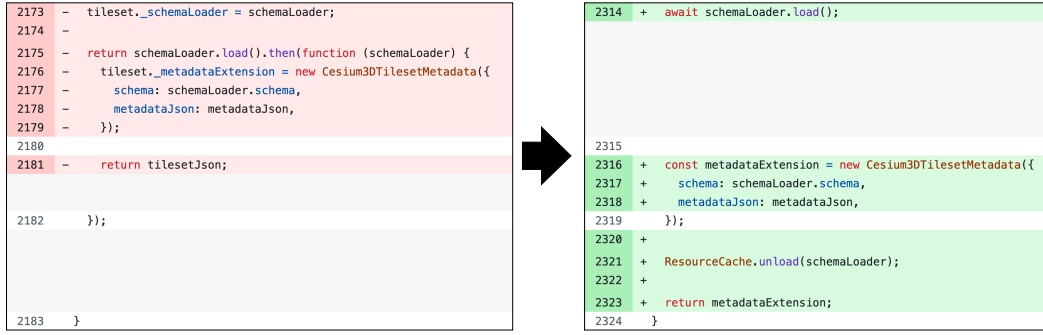 2173 - tileset._schemaLoader = schemaLoader;
2174 -
2175 - return schemaLoader.load().then(function (schemaLoader) {
2176 - tileset._metadataExtension = new Cesium3DTilesetMetadata({
2177 - schema: schemaLoader.schema,
2178 - metadataJson: metadataJson,
2179 - });
2180
2181 - return tilesetJson;
2182 });
2183 }
2314 + await schemaLoader.load();
2315
2316 + const metadataExtension = new Cesium3DTilesetMetadata({
2317 + schema: schemaLoader.schema,
2318 + metadataJson: metadataJson,
2319 });
2320 +
2321 + ResourceCache.unload(schemaLoader);
2322 +
2323 + return metadataExtension;
2324 }